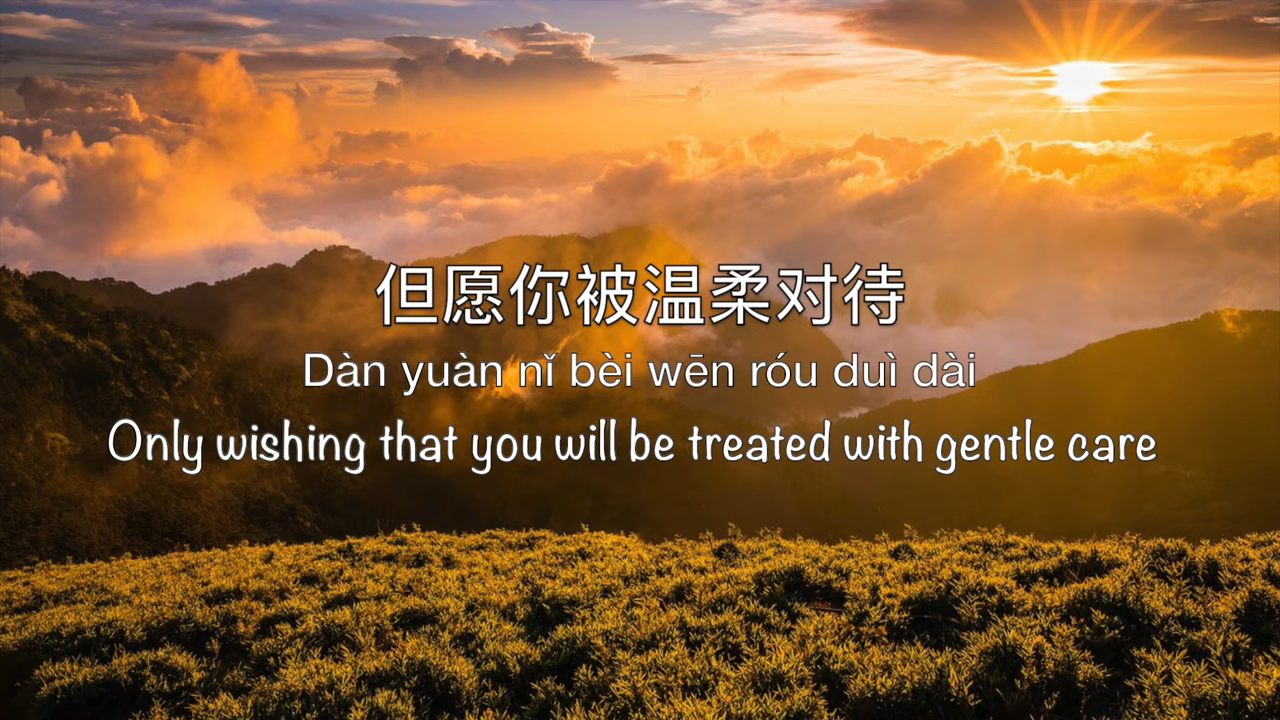 但愿你被温柔对待
Dàn yuàn nǐ bèi wēn róu duì dài
Only wishing that you will be treated with gentle care